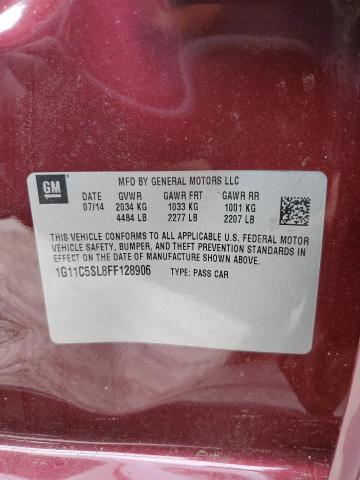 GM
MFD BY GENERAL MOTORS LLC
DATE GVWR GAWR FRT GAWR RR
07/14 2034 KG 1033 KG 1001 KG
4484 LB 2277 LB 2207 LB
THIS VEHICLE CONFORMS TO ALL APPLICABLE U.S. FEDERAL MOTOR
VEHICLE SAFETY, BUMPER, AND THEFT PREVENTION STANDARDS IN
EFFECT ON THE DATE OF MANUFACTURE SHOWN ABOVE.
1G11C5SL8FF128906 TYPE: PASS CAR